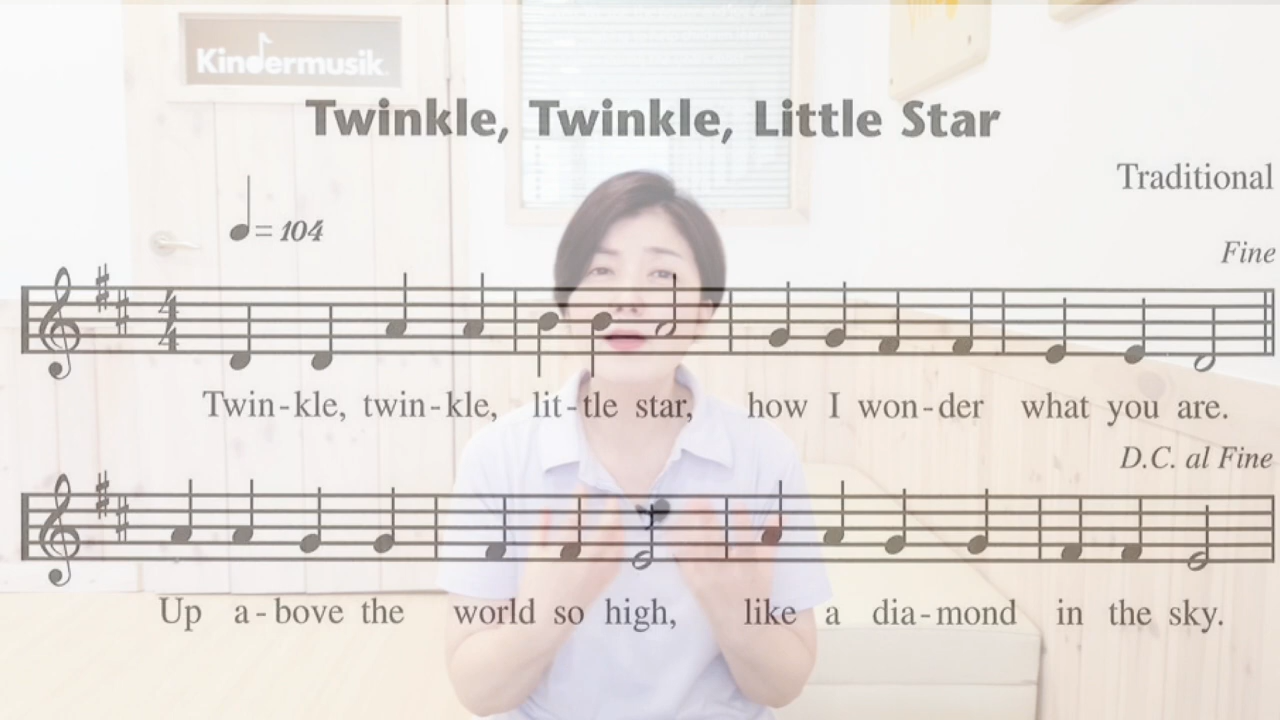 Kindermusik
Twinkle, Twinkle, Little Star
Traditional
= 104
Fine
4
4
Twin-kle, twin-kle, lit-tle star, how I won-der what you are.
D.C. al Fine
Up a-bove the world so high, like a dia-mond in the sky.